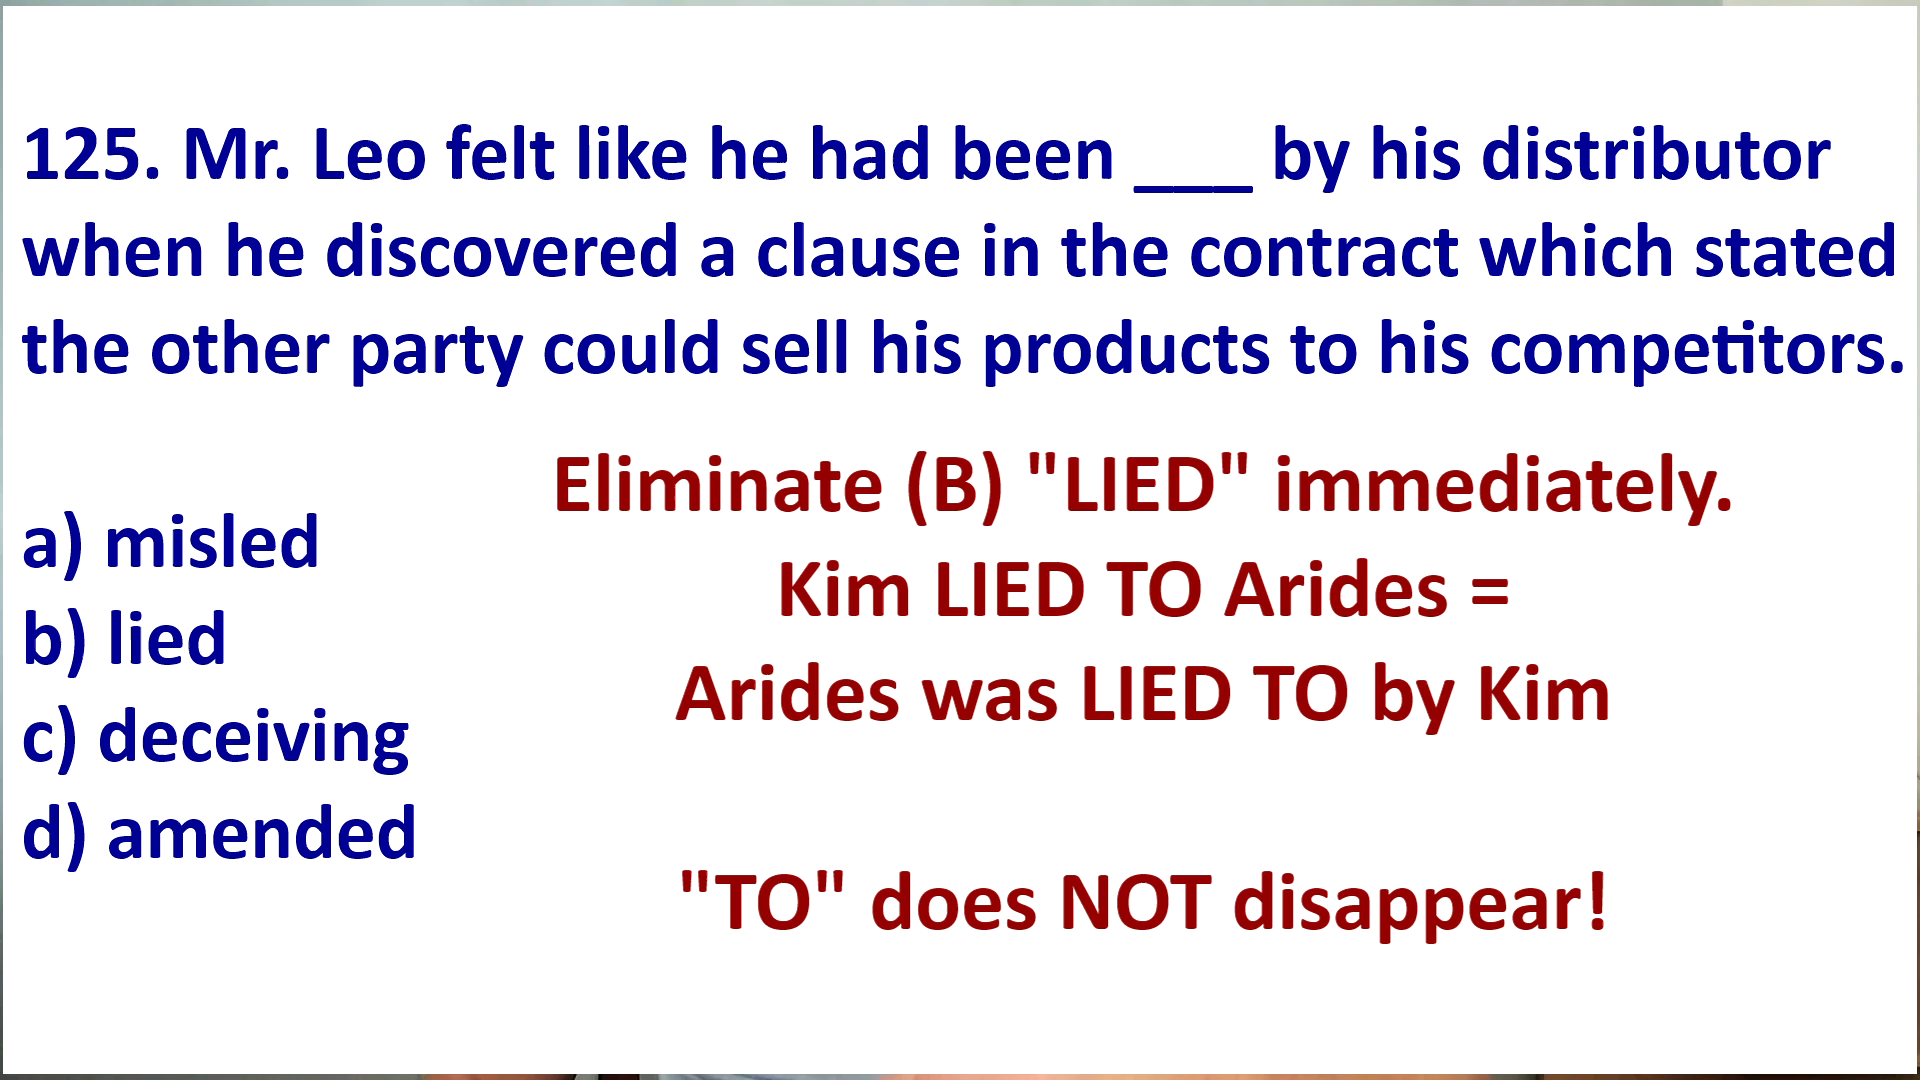 125. Mr. Leo felt like he had been ___ by his distributor
when he discovered a clause in the contract which stated
the other party could sell his products to his competitors.
Eliminate (B) "LIED" immediately.
a) misled
Kim LIED TO Arides =
b) lied
Arides was LIED TO by Kim
c) deceiving
d) amended
"TO" does NOT disappear!